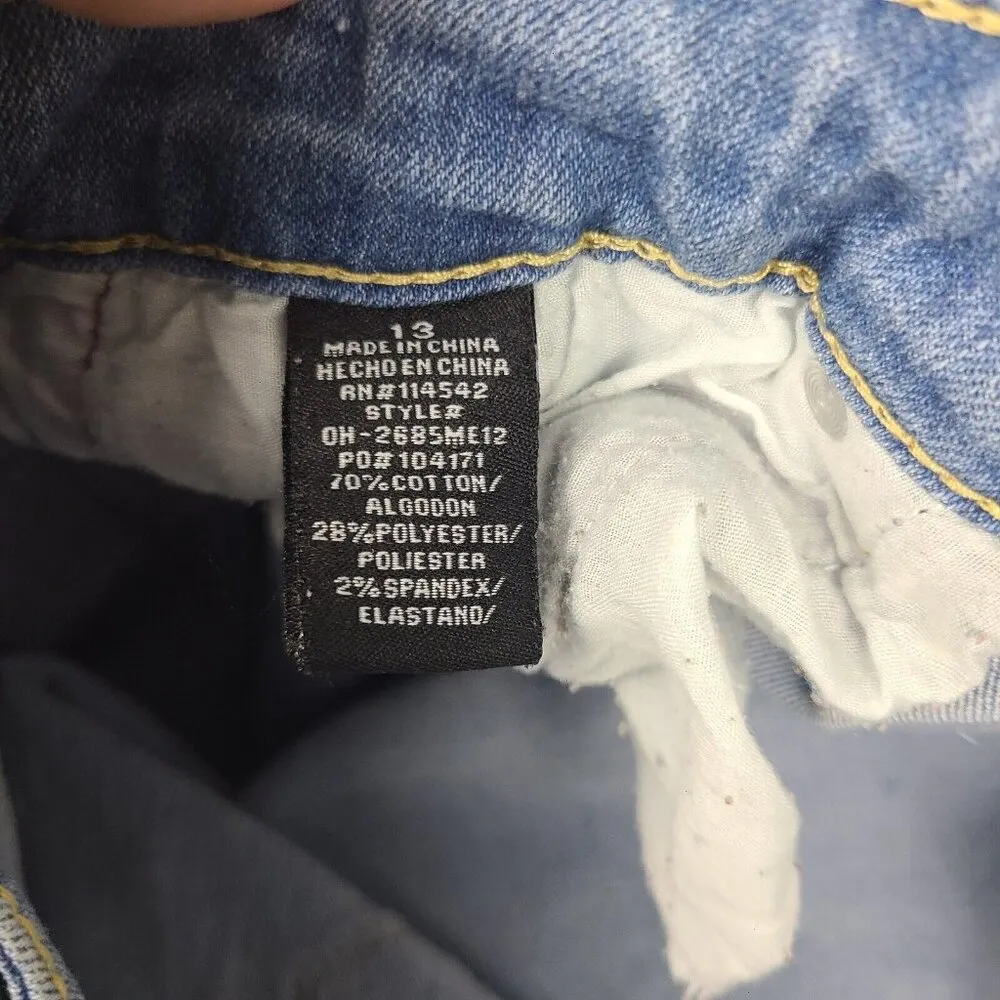 13
MADE IN CHINA
HECHO EN CHINA
RN#114542
STYLE#
OH-2685ME12
PO#104171
70%COTTON/
ALGODON
28%POLYESTER/
POLIESTER
2%SPANDEX/
ELASTANO/